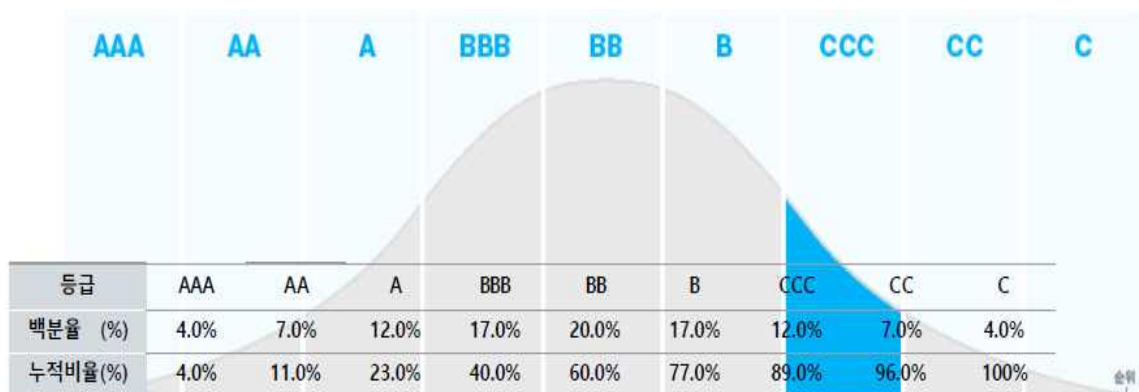 AAA AA A BBB BB B CCC CC C
등급 AAA AA A BBB BB B CCC CC C
백분율 (%) 4.0% 7.0% 12.0% 17.0% 20.0% 17.0% 12.0% 7.0% 4.0%
누적비율(%) 4.0% 11.0% 23.0% 40.0% 60.0% 77.0% 89.0% 96.0% 100%
순위